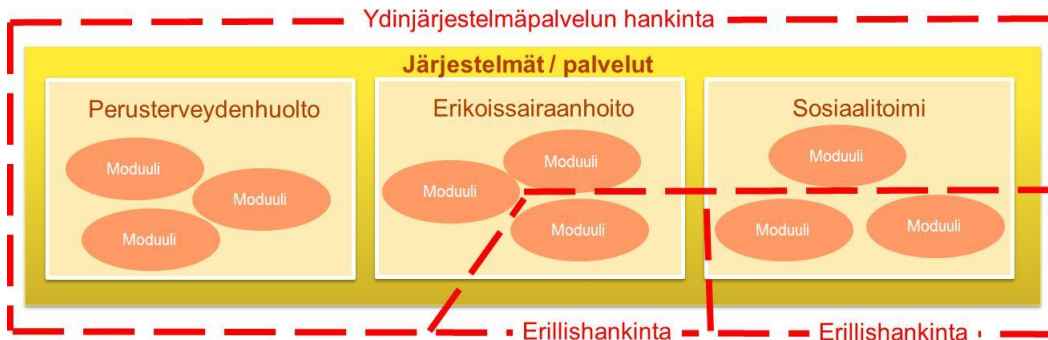 Ydinjärjestelmäpalvelun hankinta
Järjestelmät / palvelut
Perusterveydenhuolto
Moduuli
Moduuli
Moduuli
Erikoissairaanhoito
Moduuli
Moduuli
Moduuli
Sosiaalitoimi
Moduuli
Moduuli
Moduuli
Erillishankinta
Erillishankinta